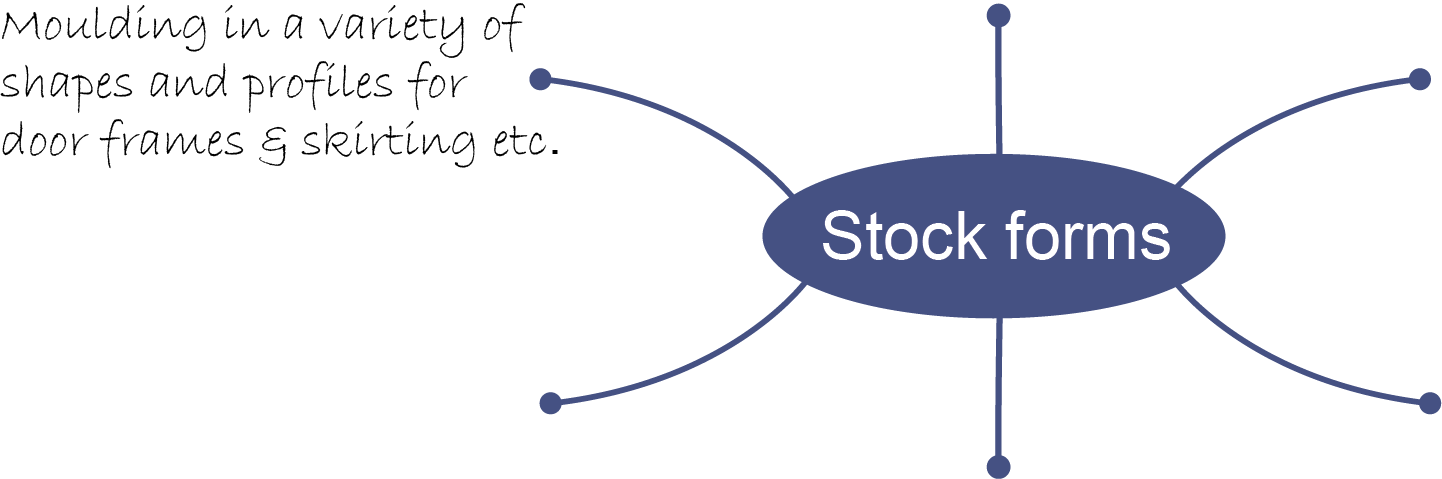 Moulding in a variety of
shapes and profiles for
door frames & skirting etc.
Stock forms